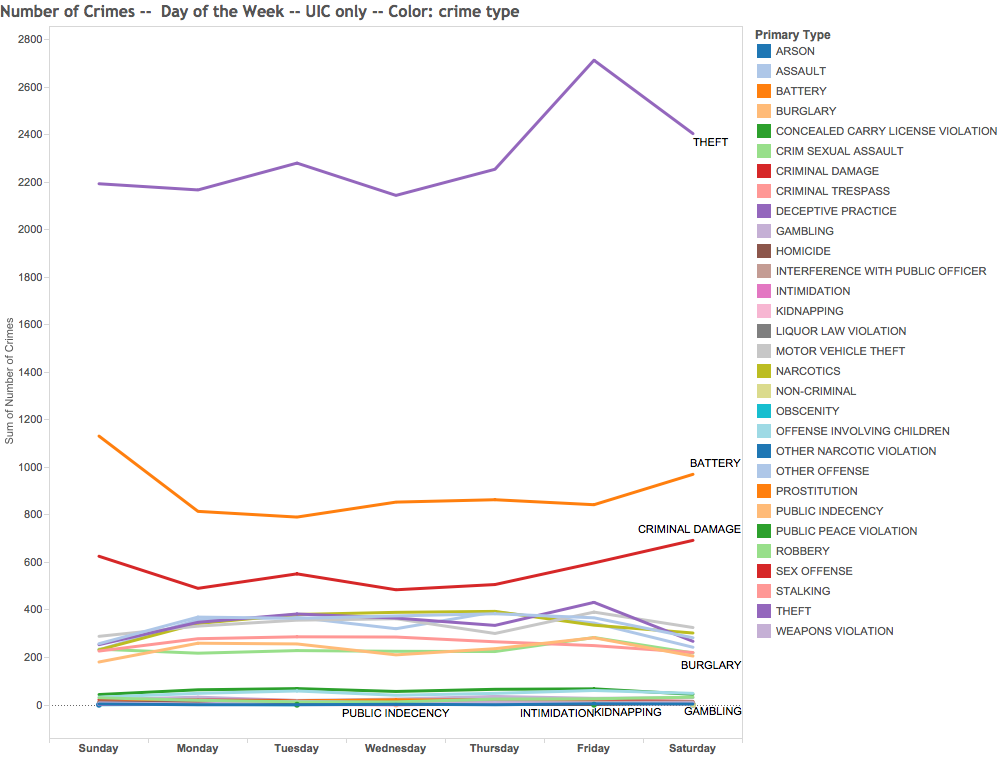 Number of Crimes -- Day of the Week -- UIC only -- Color: crime type
2800
2600
2400
2200
2000
1800
1600
1400
1200
1000
800
600
400
200
0
Sum of Number of Crimes
THEFT
BATTERY
CRIMINAL DAMAGE
BURGLARY
PUBLIC INDECENCY
INTIMIDATION
KIDNAPPING
GAMBLING
Sunday
Monday
Tuesday
Wednesday
Thursday
Friday
Saturday
Primary Type
ARSON
ASSAULT
BATTERY
BURGLARY
CONCEALED CARRY LICENSE VIOLATION
CRIM SEXUAL ASSAULT
CRIMINAL DAMAGE
CRIMINAL TRESPASS
DECEPTIVE PRACTICE
GAMBLING
HOMICIDE
INTERFERENCE WITH PUBLIC OFFICER
INTIMIDATION
KIDNAPPING
LIQUOR LAW VIOLATION
MOTOR VEHICLE THEFT
NARCOTICS
NON-CRIMINAL
OBSCENITY
OFFENSE INVOLVING CHILDREN
OTHER NARCOTIC VIOLATION
OTHER OFFENSE
PROSTITUTION
PUBLIC INDECENCY
PUBLIC PEACE VIOLATION
ROBBERY
SEX OFFENSE
STALKING
THEFT
WEAPONS VIOLATION